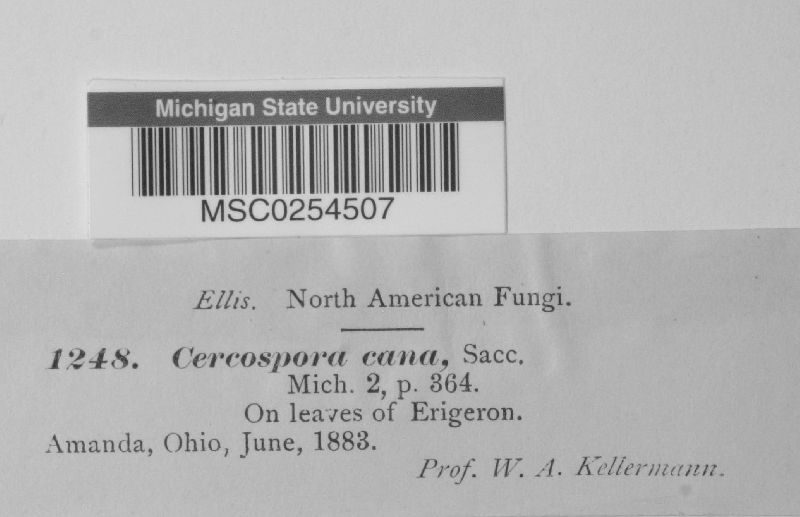 Michigan State University
MSC0254507
Ellis. North American Fungi.
1248. Cercospora cana, Sacc.
Mich. 2, p. 364.
On leaves of Erigeron.
Amanda, Ohio, June, 1883.
Prof. W. A. Kellermann.